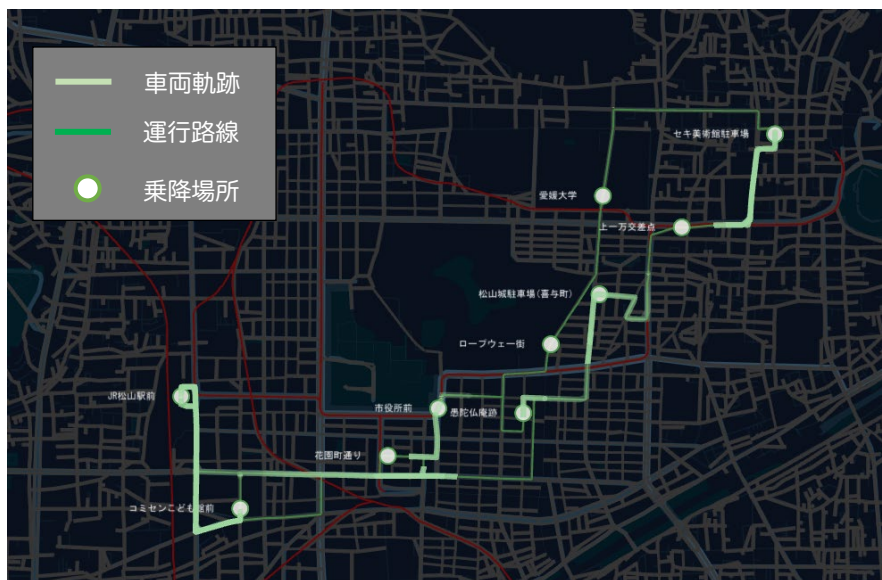 車両軌跡
運行路線
乗降場所
セキ美術館駐車場
愛媛大学
上一万交差点
松山城駐車場(喜与町)
ロープウェー街
JR松山駅前
市役所前
愚陀仏庵跡
花園町通り
コミセンこども館前